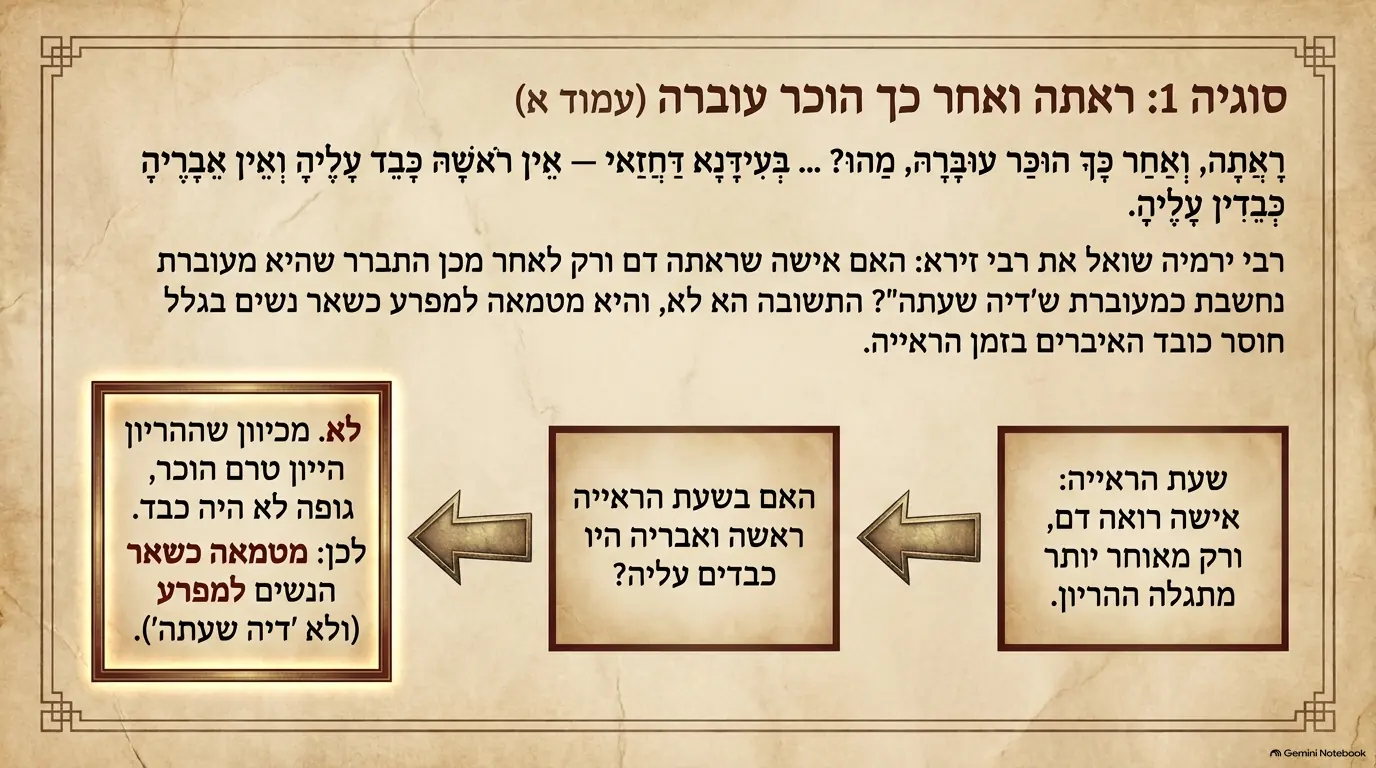 סוגיה 1: ראתה ואחר כך הוכר עוברה (עמוד א)
רָאֲתָה, וְאַחַר כָּךְ הוּכַּר עוּבָּרָהּ, מַהוּ? ... בְּעִידָּנָא דַּחֲזַאי – אֵין רֹאשָׁהּ כָּבֵד עָלֶיהָ וְאֵין אֵבָרֶיהָ
כְּבֵדִין עָלֶיהָ.
רבי ירמיה שואל את רבי זירא: האם אישה שראתה דם ורק לאחר מכן התברר שהיא מעוברת
נחשבת כמעוברת ש'דיה שעתה"? התשובה הא לא, והיא מטמאה למפרע כשאר נשים בגלל
חוסר כובד האיברים בזמן הראייה.
שעת הראייה:
אישה רואה דם,
ורק מאוחר יותר
מתגלה ההריון.
האם בשעת הראייה
ראשה ואבריה היו
כבדים עליה?
לא. מכיוון שההריון
הייון טרם הוכר,
גופה לא היה כבד.
לכן: מטמאה כשאר
הנשים למפרע
(ולא 'דיה שעתה').
Gemini Notebook